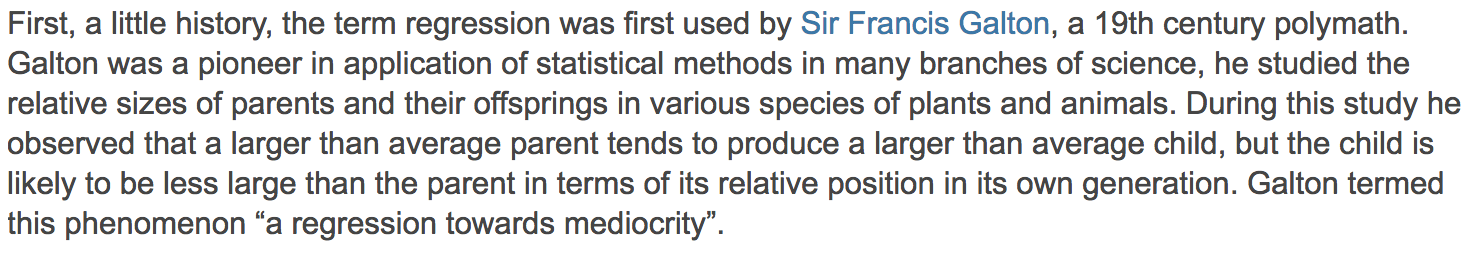 First, a little history, the term regression was first used by Sir Francis Galton, a 19th century polymath.
Galton was a pioneer in application of statistical methods in many branches of science, he studied the
relative sizes of parents and their offsprings in various species of plants and animals. During this study he
observed that a larger than average parent tends to produce a larger than average child, but the child is
likely to be less large than the parent in terms of its relative position in its own generation. Galton termed
this phenomenon “a regression towards mediocrity”.